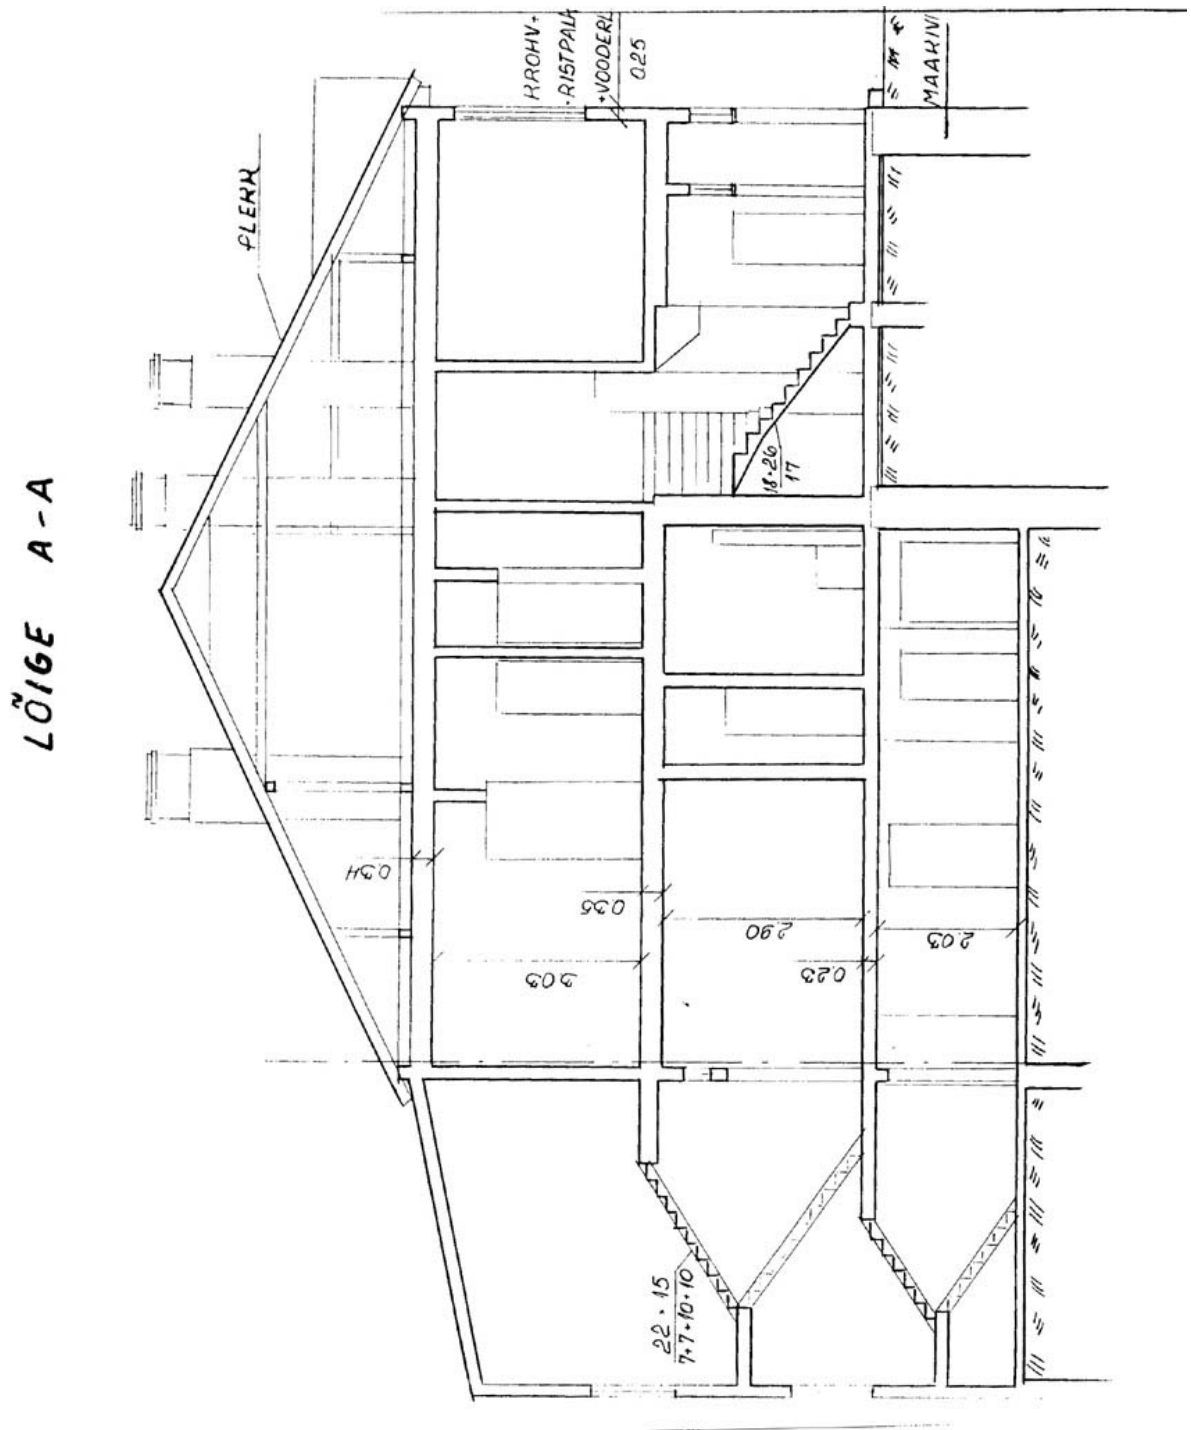 LÕIGE A-A
PLEKK
KROHV+
+RISTPALK
+VOODERL
0.25
MAAKIVI
18·26
17
0.34
0.35
3.03
2.90
0.23
2.03
22·15
7+7+10+10